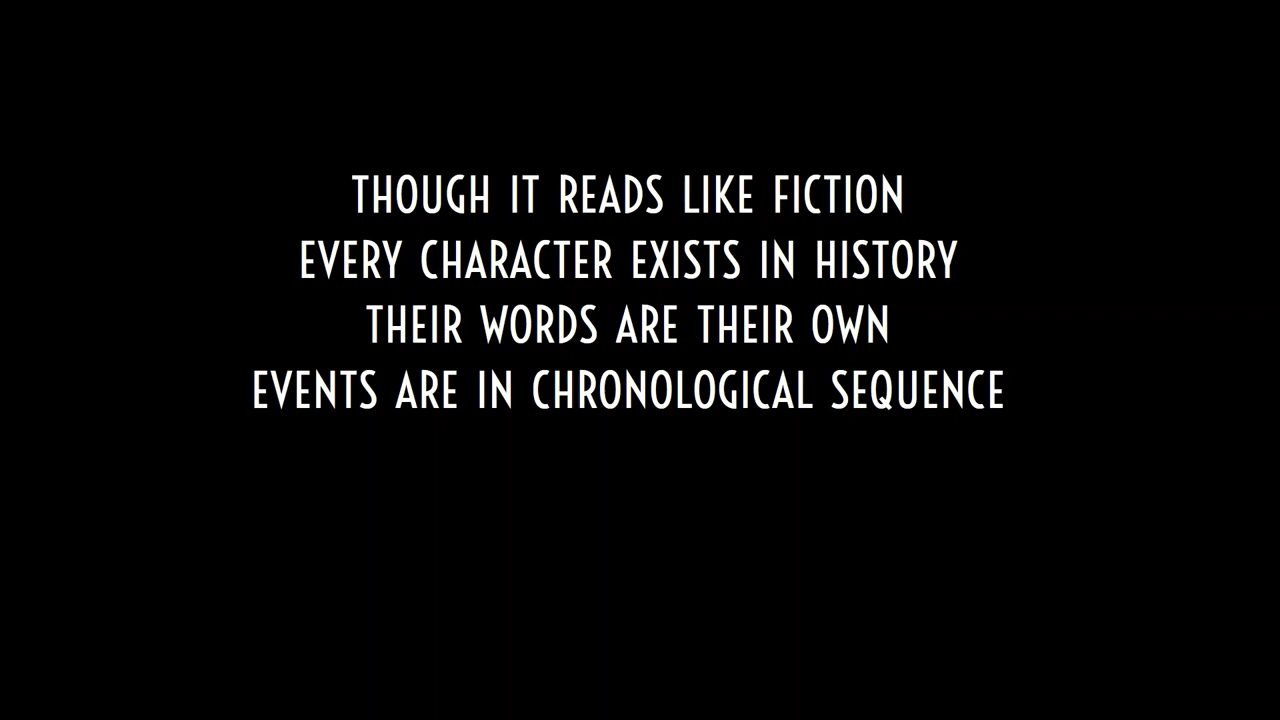 THOUGH IT READS LIKE FICTION
EVERY CHARACTER EXISTS IN HISTORY
THEIR WORDS ARE THEIR OWN
EVENTS ARE IN CHRONOLOGICAL SEQUENCE